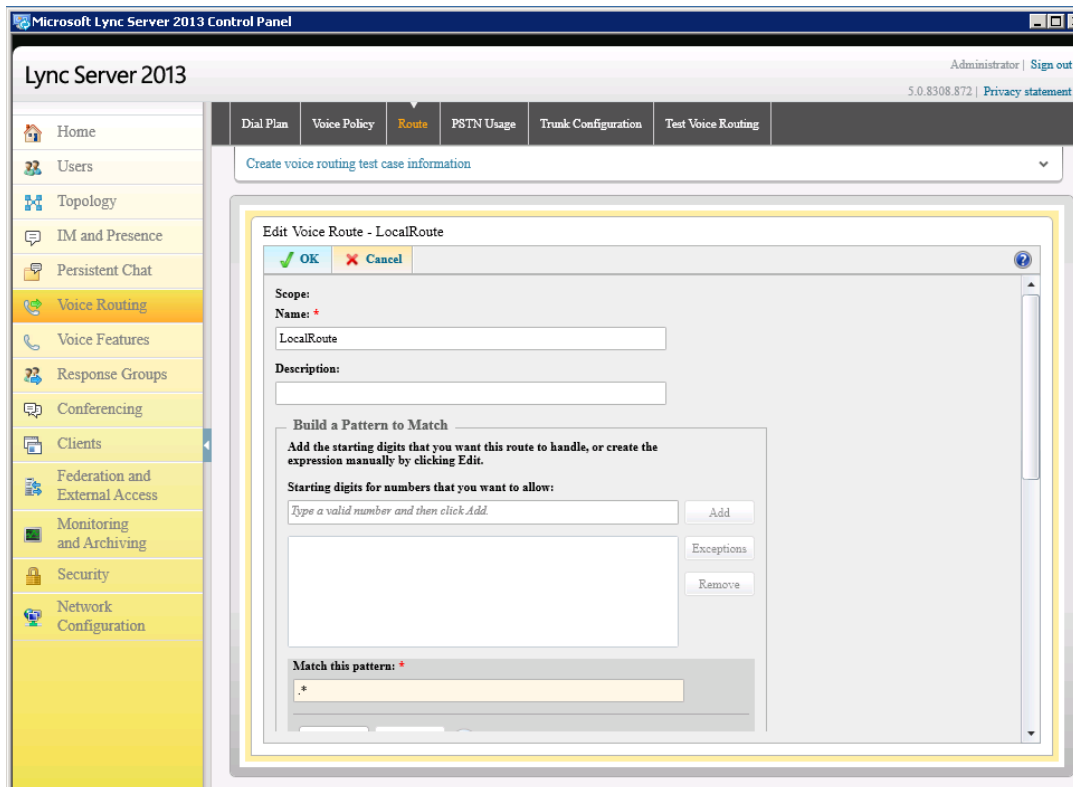 Microsoft Lync Server 2013 Control Panel
Lync Server 2013
Administrator | Sign out
5.0.8308.872 | Privacy statement
Home
Users
Topology
IM and Presence
Persistent Chat
Voice Routing
Voice Features
Response Groups
Conferencing
Clients
Federation and
External Access
Monitoring
and Archiving
Security
Network
Configuration
Dial Plan Voice Policy Route PSTN Usage Trunk Configuration Test Voice Routing
Create voice routing test case information
Edit Voice Route - LocalRoute
OK Cancel
Scope:
Name: *
LocalRoute
Description:
Build a Pattern to Match
Add the starting digits that you want this route to handle, or create the
expression manually by clicking Edit.
Starting digits for numbers that you want to allow:
Type a valid number and then click Add.
Add
Exceptions
Remove
Match this pattern: *
.*